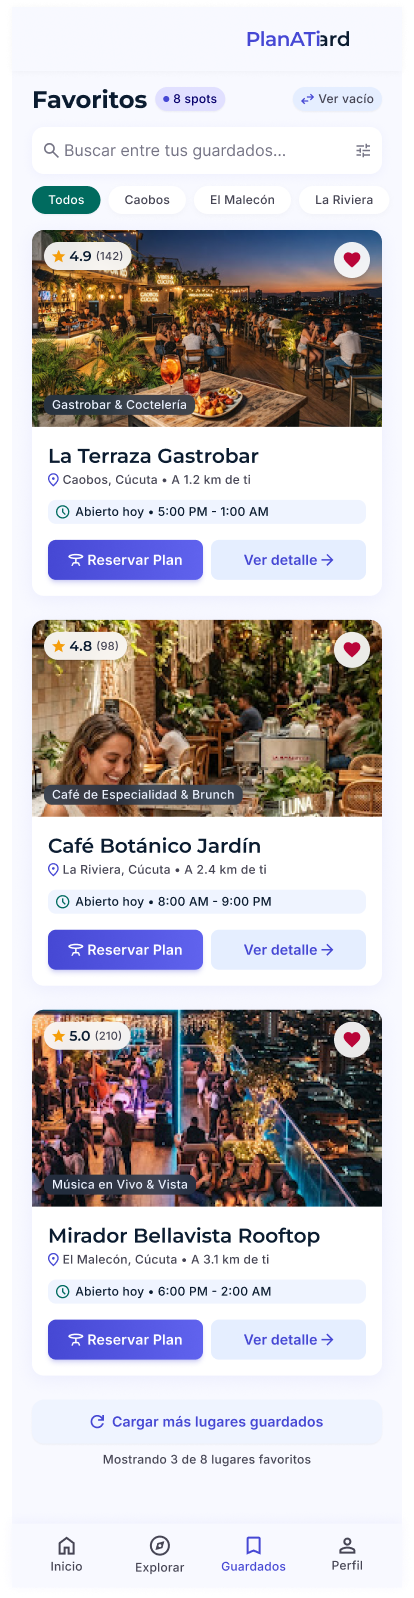 PlanATiard
Favoritos
8 spots
Ver vacío
Buscar entre tus guardados...
Todos
Caobos
El Malecón
La Riviera
4.9 (142)
Gastrobar & Coctelería
La Terraza Gastrobar
Caobos, Cúcuta • A 1.2 km de ti
Abierto hoy • 5:00 PM - 1:00 AM
Reservar Plan
Ver detalle
4.8 (98)
LUNA
Café de Especialidad & Brunch
Café Botánico Jardín
La Riviera, Cúcuta • A 2.4 km de ti
Abierto hoy • 8:00 AM - 9:00 PM
Reservar Plan
Ver detalle
5.0 (210)
Música en Vivo & Vista
Mirador Bellavista Rooftop
El Malecón, Cúcuta • A 3.1 km de ti
Abierto hoy • 6:00 PM - 2:00 AM
Reservar Plan
Ver detalle
Cargar más lugares guardados
Mostrando 3 de 8 lugares favoritos
Inicio
Explorar
Guardados
Perfil